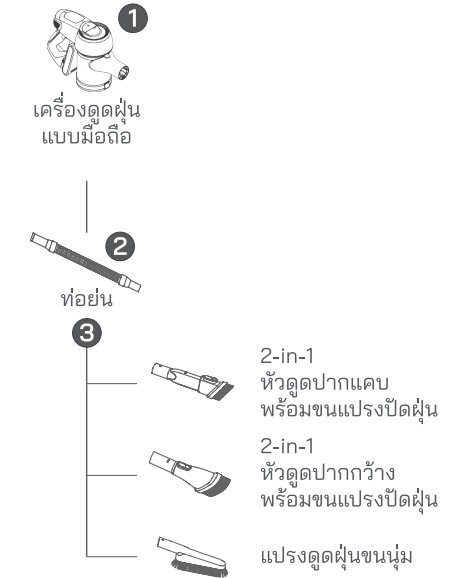 1
เครื่องดูดฝุ่น
แบบมือถือ
2
ท่อย่น
3
2-in-1
หัวดูดปากแคบ
พร้อมขนแปรงปัดฝุ่น
2-in-1
หัวดูดปากกว้าง
พร้อมขนแปรงปัดฝุ่น
แปรงดูดฝุ่นขนนุ่ม